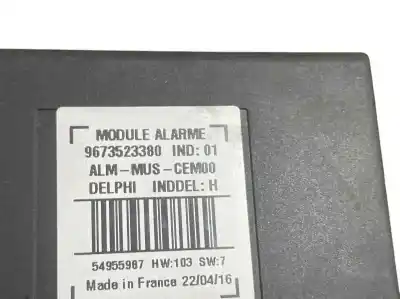 MODULE ALARME
9673523380 IND:01
ALM-MUS-CEM00
DELPHI INDDEL:H
54955987 HW:103 SW:7
Made in France 22/04/16